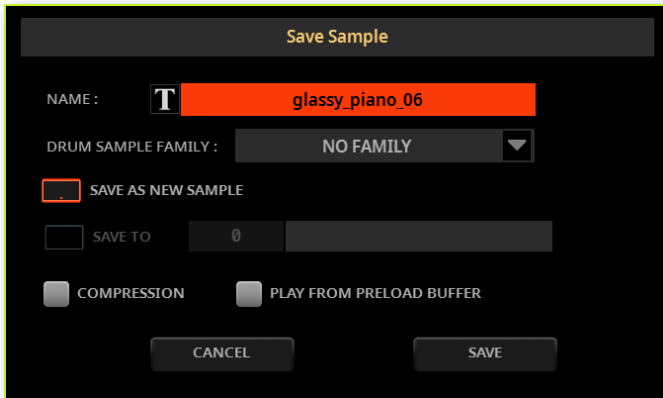 Save Sample
NAME : T glassy_piano_06
DRUM SAMPLE FAMILY : NO FAMILY
SAVE AS NEW SAMPLE
SAVE TO 0
COMPRESSION PLAY FROM PRELOAD BUFFER
CANCEL SAVE